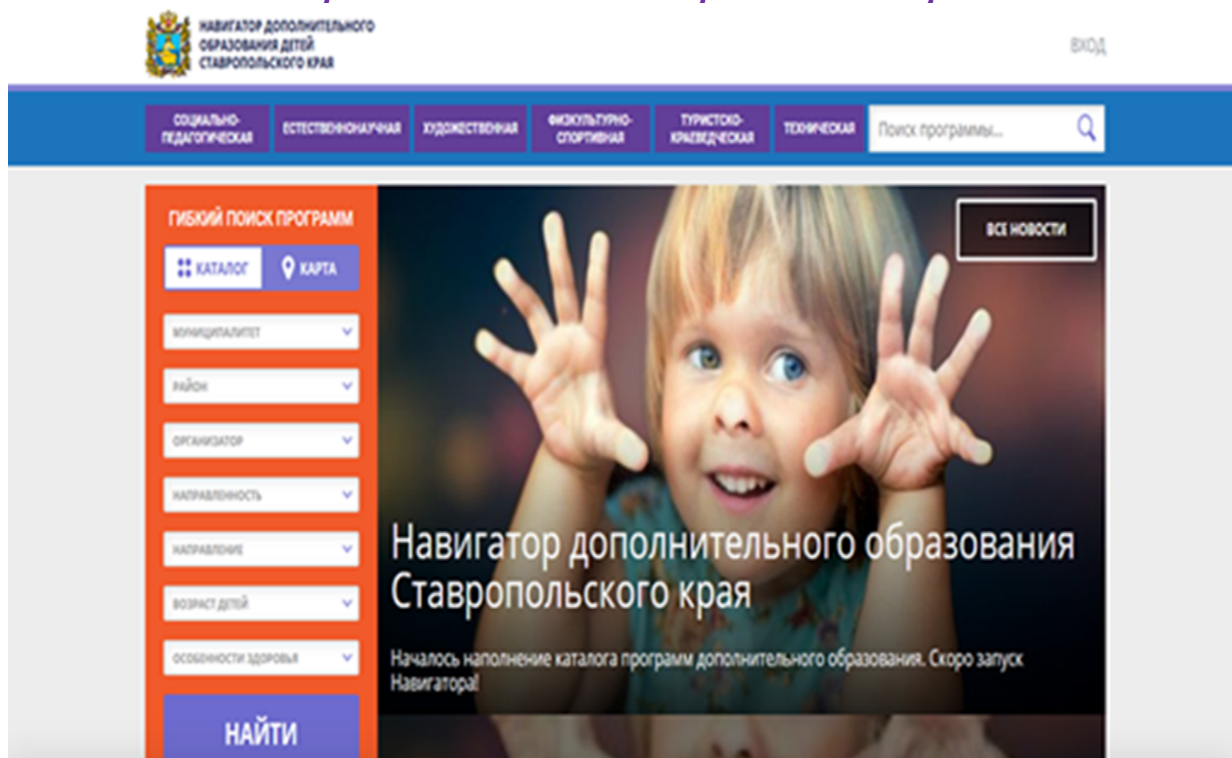 НАВИГАТОР ДОПОЛНИТЕЛЬНОГО
ОБРАЗОВАНИЯ ДЕТЕЙ
СТАВРОПОЛЬСКОГО КРАЯ
ВХОД
СОЦИАЛЬНО-
ПЕДАГОГИЧЕСКАЯ
ЕСТЕСТВЕННОНАУЧНАЯ
ХУДОЖЕСТВЕННАЯ
ФИЗКУЛЬТУРНО-
СПОРТИВНАЯ
ТУРИСТСКО-
КРАЕВЕДЧЕСКАЯ
ТЕХНИЧЕСКАЯ
Поиск программы...
ГИБКИЙ ПОИСК ПРОГРАММ
КАТАЛОГ
КАРТА
МУНИЦИПАЛИТЕТ
РАЙОН
ОРГАНИЗАТОР
НАПРАВЛЕННОСТЬ
НАПРАВЛЕНИЕ
ВОЗРАСТ ДЕТЕЙ
ОСОБЕННОСТИ ЗДОРОВЬЯ
НАЙТИ
ВСЕ НОВОСТИ
Навигатор дополнительного образования
Ставропольского края
Началось наполнение каталога программ дополнительного образования. Скоро запуск
Навигатора!